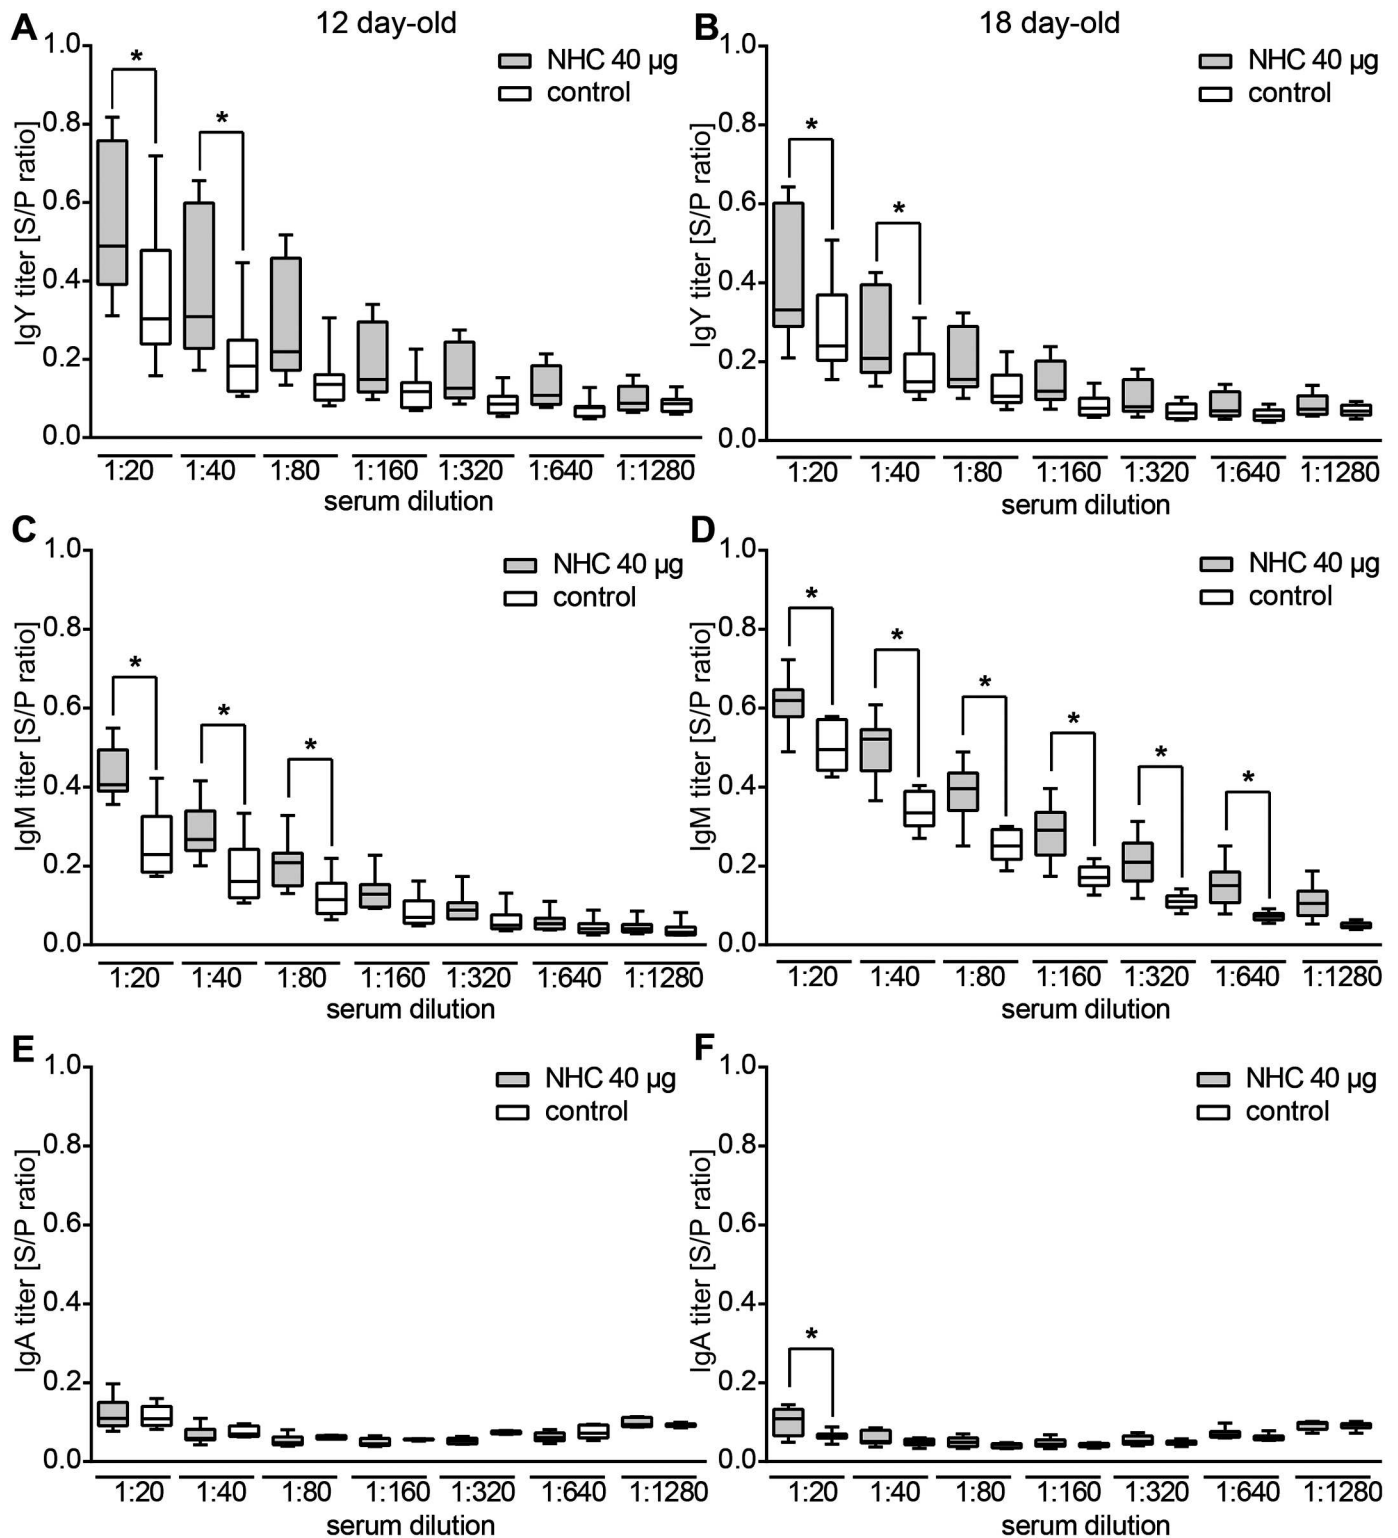 A
12 day-old
B
18 day-old
NHC 40 µg
control
NHC 40 µg
control
*
*
*
*
IgY titer [S/P ratio]
1.0
0.8
0.6
0.4
0.2
0.0
IgY titer [S/P ratio]
1.0
0.8
0.6
0.4
0.2
0.0
1:20 1:40 1:80 1:160 1:320 1:640 1:1280
serum dilution
1:20 1:40 1:80 1:160 1:320 1:640 1:1280
serum dilution
C
D
NHC 40 µg
control
NHC 40 µg
control
*
*
*
*
*
*
*
*
*
IgM titer [S/P ratio]
1.0
0.8
0.6
0.4
0.2
0.0
IgM titer [S/P ratio]
1.0
0.8
0.6
0.4
0.2
0.0
1:20 1:40 1:80 1:160 1:320 1:640 1:1280
serum dilution
1:20 1:40 1:80 1:160 1:320 1:640 1:1280
serum dilution
E
F
NHC 40 µg
control
NHC 40 µg
control
*
IgA titer [S/P ratio]
1.0
0.8
0.6
0.4
0.2
0.0
IgA titer [S/P ratio]
1.0
0.8
0.6
0.4
0.2
0.0
1:20 1:40 1:80 1:160 1:320 1:640 1:1280
serum dilution
1:20 1:40 1:80 1:160 1:320 1:640 1:1280
serum dilution